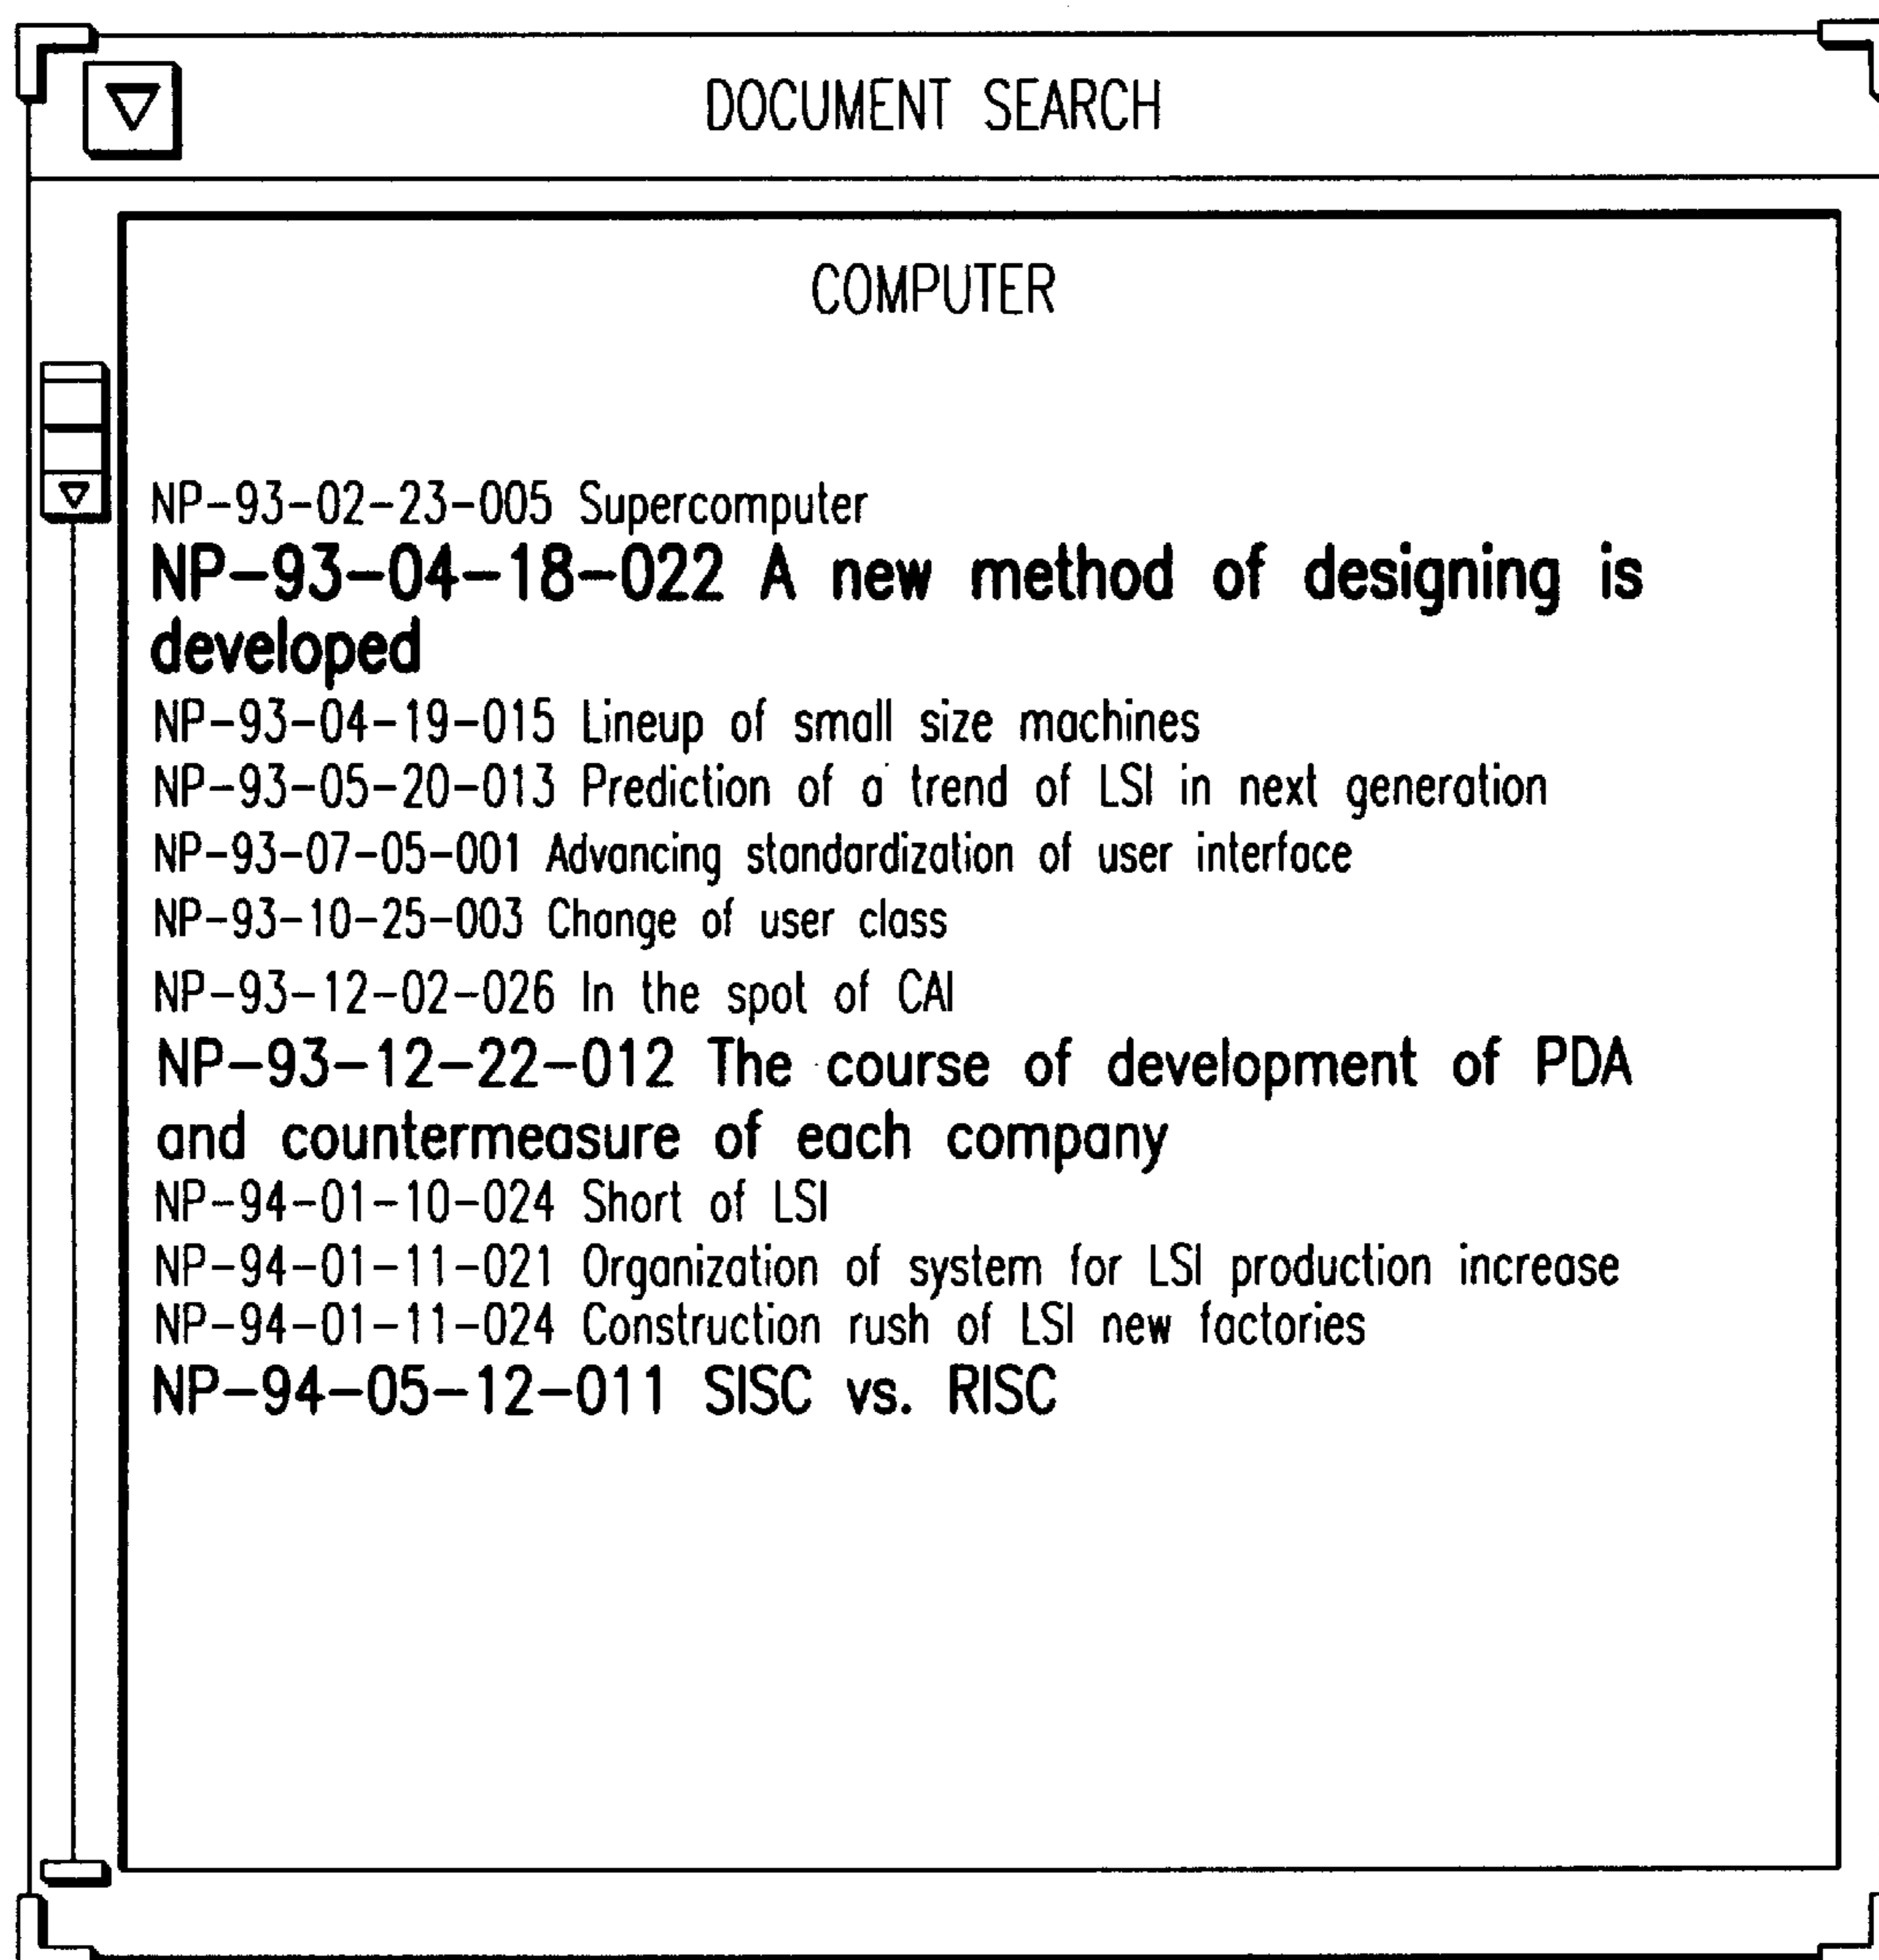 DOCUMENT SEARCH
COMPUTER
NP-93-02-23-005 Supercomputer
NP-93-04-18-022 A new method of designing is
developed
NP-93-04-19-015 Lineup of small size machines
NP-93-05-20-013 Prediction of a trend of LSI in next generation
NP-93-07-05-001 Advancing standardization of user interface
NP-93-10-25-003 Change of user class
NP-93-12-02-026 In the spot of CAI
NP-93-12-22-012 The course of development of PDA
and countermeasure of each company
NP-94-01-10-024 Short of LSI
NP-94-01-11-021 Organization of system for LSI production increase
NP-94-01-11-024 Construction rush of LSI new factories
NP-94-05-12-011 SISC vs. RISC